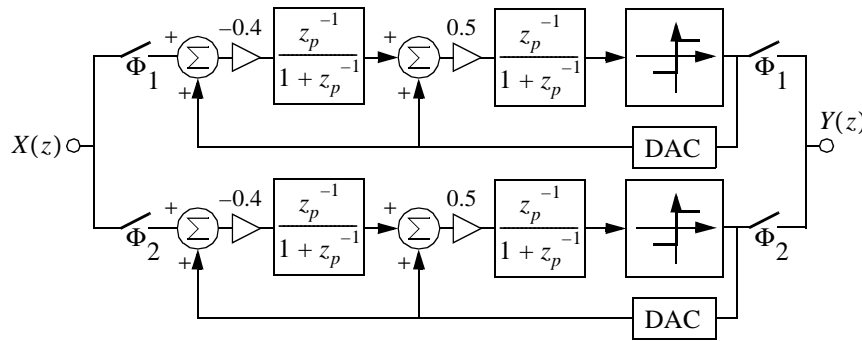 −0.4 z_p^{−1} 0.5 z_p^{−1}
+ Σ + Σ
Φ1 1 + z_p^{−1} 1 + z_p^{−1} Φ1
+ +
DAC
X(z) Y(z)
−0.4 z_p^{−1} 0.5 z_p^{−1}
+ Σ + Σ
Φ2 1 + z_p^{−1} 1 + z_p^{−1} Φ2
+ +
DAC